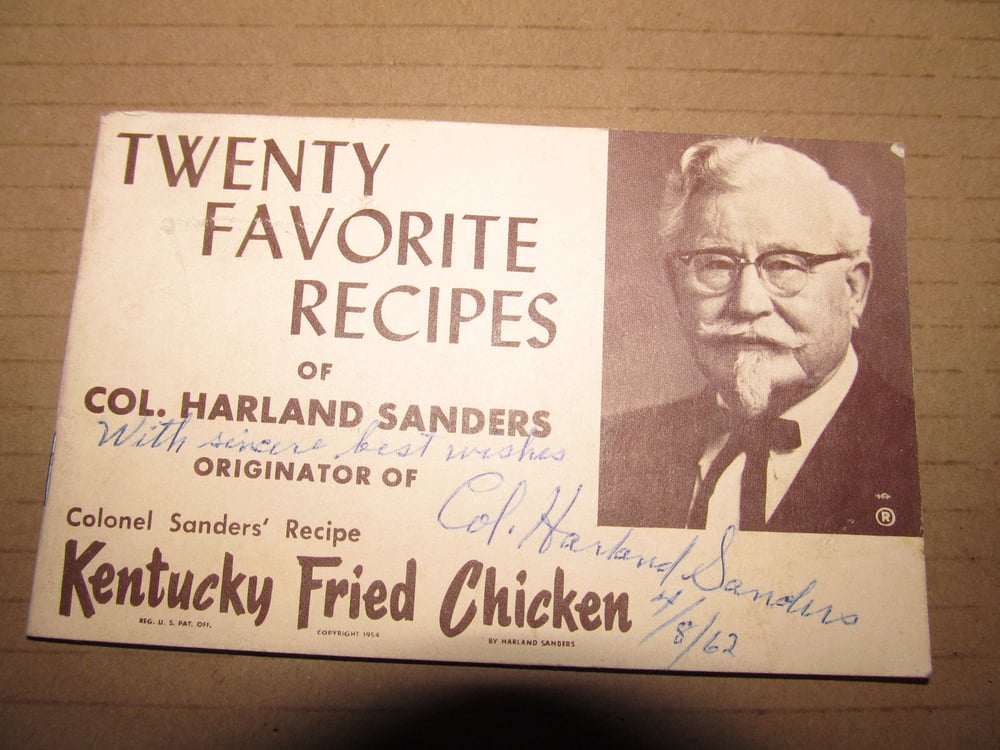 TWENTY
FAVORITE
RECIPES
OF
COL. HARLAND SANDERS
With sincere best wishes
ORIGINATOR OF
Col. Harland Sanders
4/8/62
Colonel Sanders' Recipe
Kentucky Fried Chicken
REG. U. S. PAT. OFF.
COPYRIGHT 1954
BY HARLAND SANDERS
®